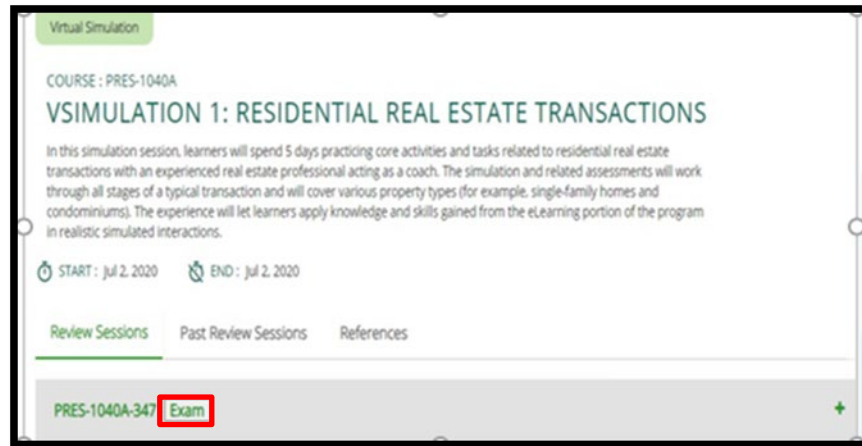 Virtual Simulation
COURSE : PRES-1040A
VSIMULATION 1: RESIDENTIAL REAL ESTATE TRANSACTIONS
In this simulation session, learners will spend 5 days practicing core activities and tasks related to residential real estate
transactions with an experienced real estate professional acting as a coach. The simulation and related assessments will work
through all stages of a typical transaction and will cover various property types (for example, single-family homes and
condominiums). The experience will let learners apply knowledge and skills gained from the eLearning portion of the program
in realistic simulated interactions.
START : Jul 2, 2020 END : Jul 2, 2020
Review Sessions Past Review Sessions References
PRES-1040A-347 Exam +